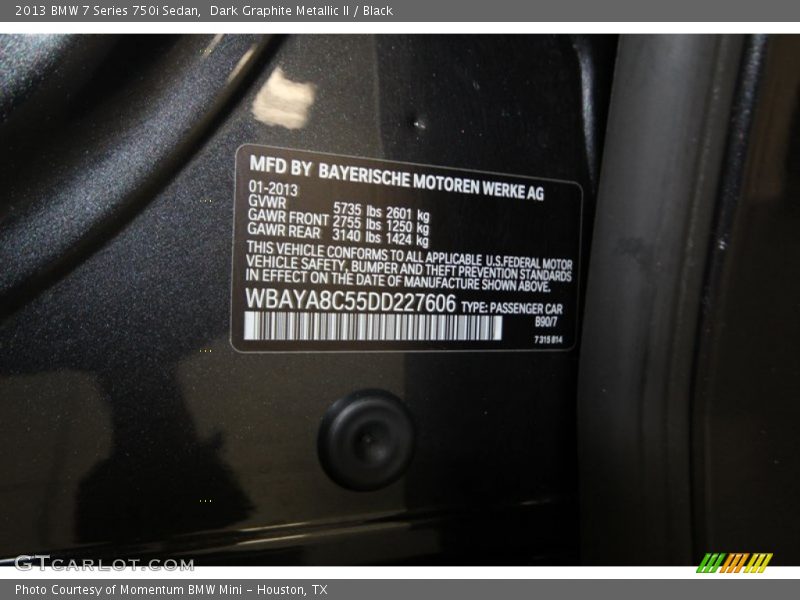 2013 BMW 7 Series 750i Sedan,  Dark Graphite Metallic II / Black
MFD BY BAYERISCHE MOTOREN WERKE AG
01-2013
GVWR 5735 lbs 2601 kg
GAWR FRONT 2755 lbs 1250 kg
GAWR REAR 3140 lbs 1424 kg
THIS VEHICLE CONFORMS TO ALL APPLICABLE U.S.FEDERAL MOTOR
VEHICLE SAFETY, BUMPER AND THEFT PREVENTION STANDARDS
IN EFFECT ON THE DATE OF MANUFACTURE SHOWN ABOVE.
WBAYA8C55DD227606 TYPE: PASSENGER CAR
B90/7
7 315 814
GTCARLOT.COM
Photo Courtesy of Momentum BMW Mini - Houston, TX